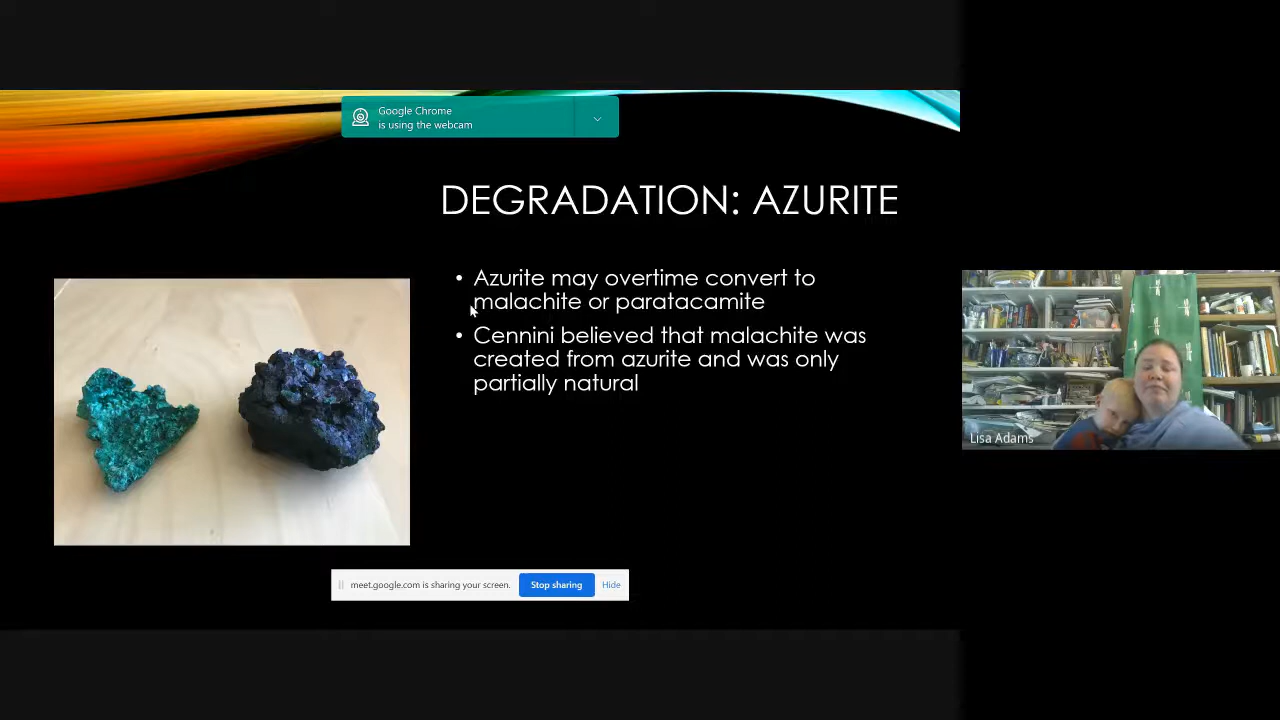 Google Chrome
is using the webcam
DEGRADATION: AZURITE
• Azurite may overtime convert to
malachite or paratacamite
• Cennini believed that malachite was
created from azurite and was only
partially natural
Lisa Adams
meet.google.com is sharing your screen.
Stop sharing
Hide